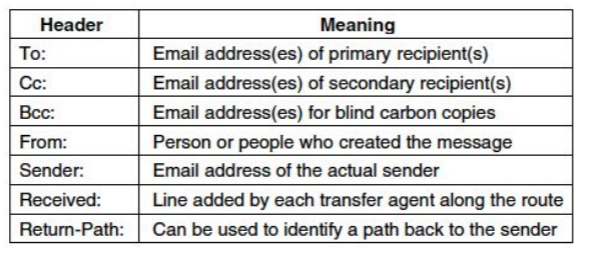 Header Meaning
To: Email address(es) of primary recipient(s)
Cc: Email address(es) of secondary recipient(s)
Bcc: Email address(es) for blind carbon copies
From: Person or people who created the message
Sender: Email address of the actual sender
Received: Line added by each transfer agent along the route
Return-Path: Can be used to identify a path back to the sender